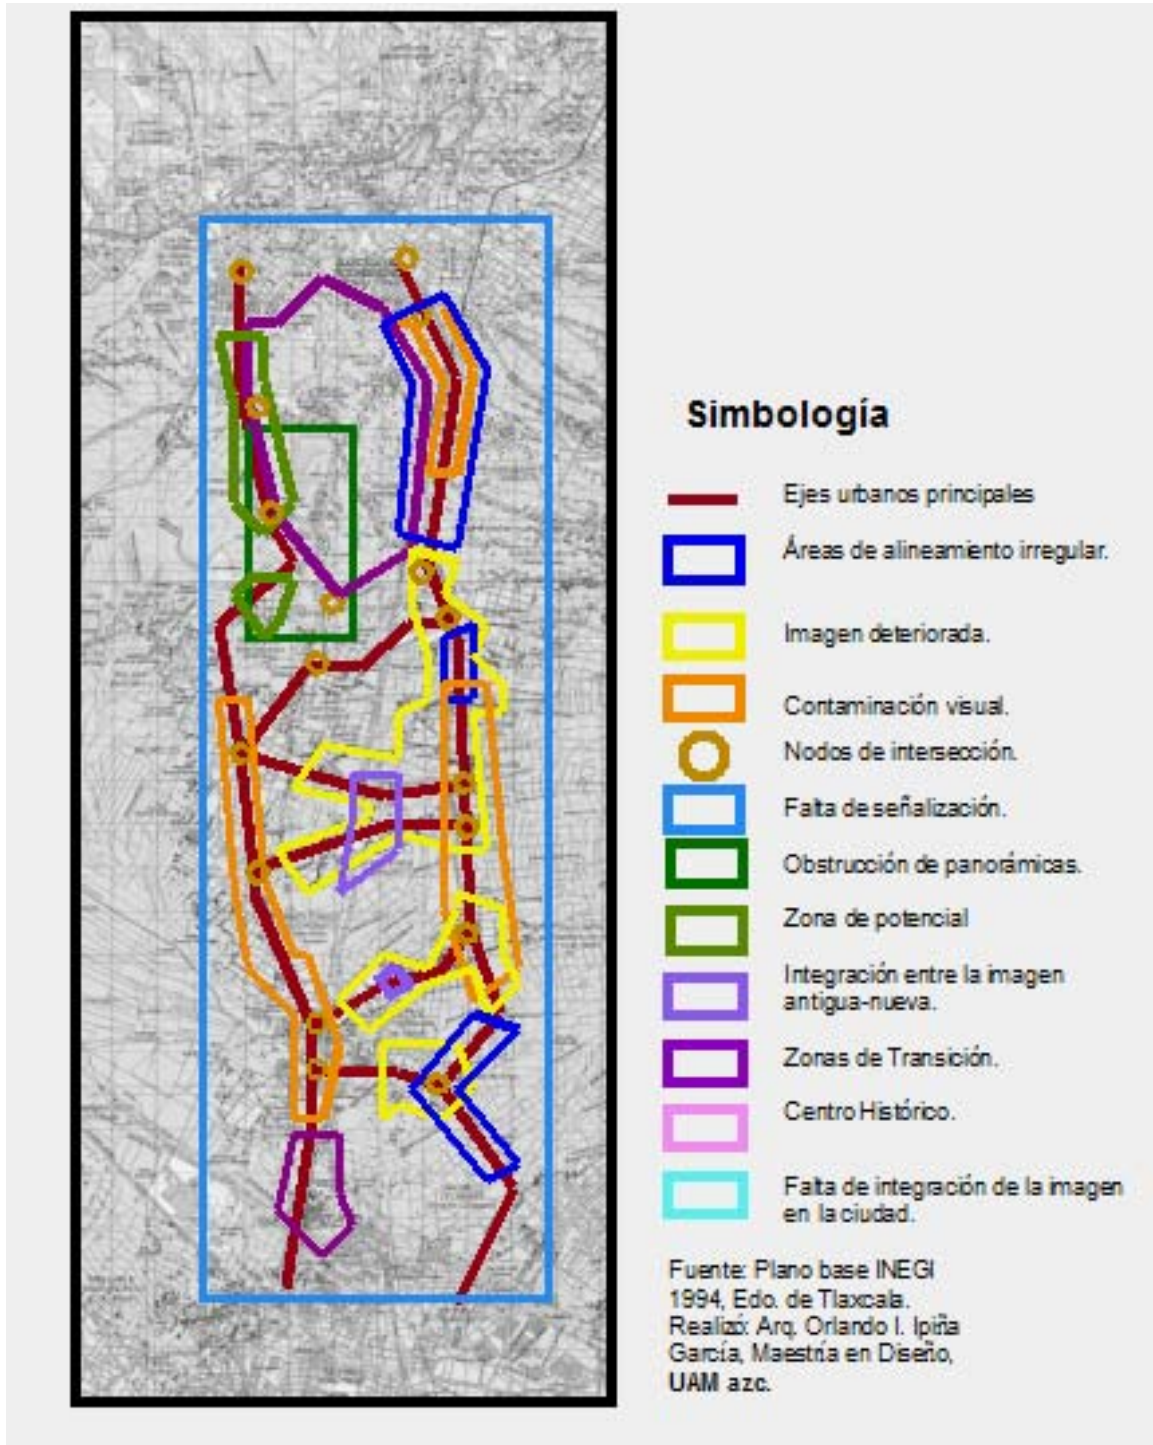 Simbología
Ejes urbanos principales
Áreas de alineamiento irregular.
Imagen deteriorada.
Contaminación visual.
Nodos de intersección.
Falta de señalización.
Obstrucción de panorámicas.
Zona de potencial
Integración entre la imagen
antigua-nueva.
Zonas de Transición.
Centro Histórico.
Falta de integración de la imagen
en la ciudad.
Fuente: Plano base INEGI
1994, Edo. de Tlaxcala.
Realizó: Arq. Orlando I. Ipiña
García, Maestría en Diseño,
UAM azc.